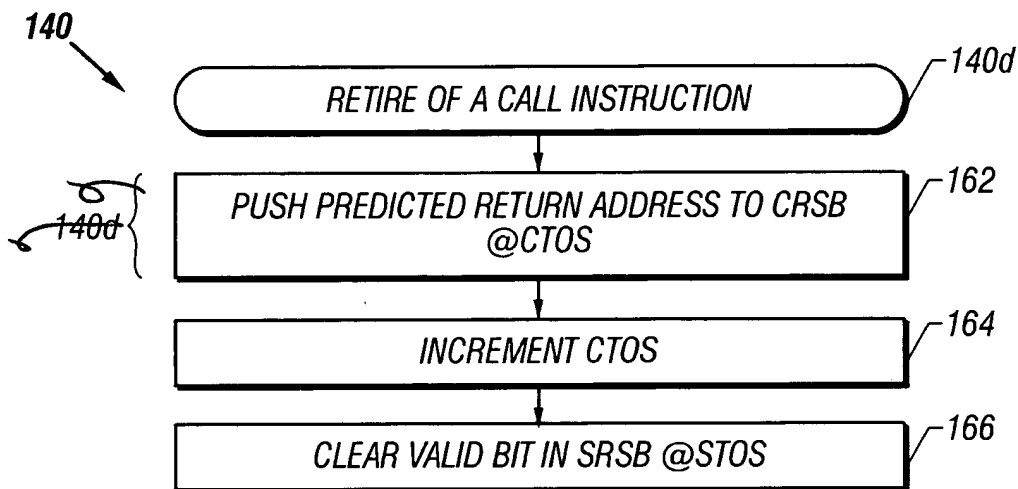 140
RETIRE OF A CALL INSTRUCTION
140d
PUSH PREDICTED RETURN ADDRESS TO CRSB
@CTOS
162
140d
INCREMENT CTOS
164
CLEAR VALID BIT IN SRSB @STOS
166